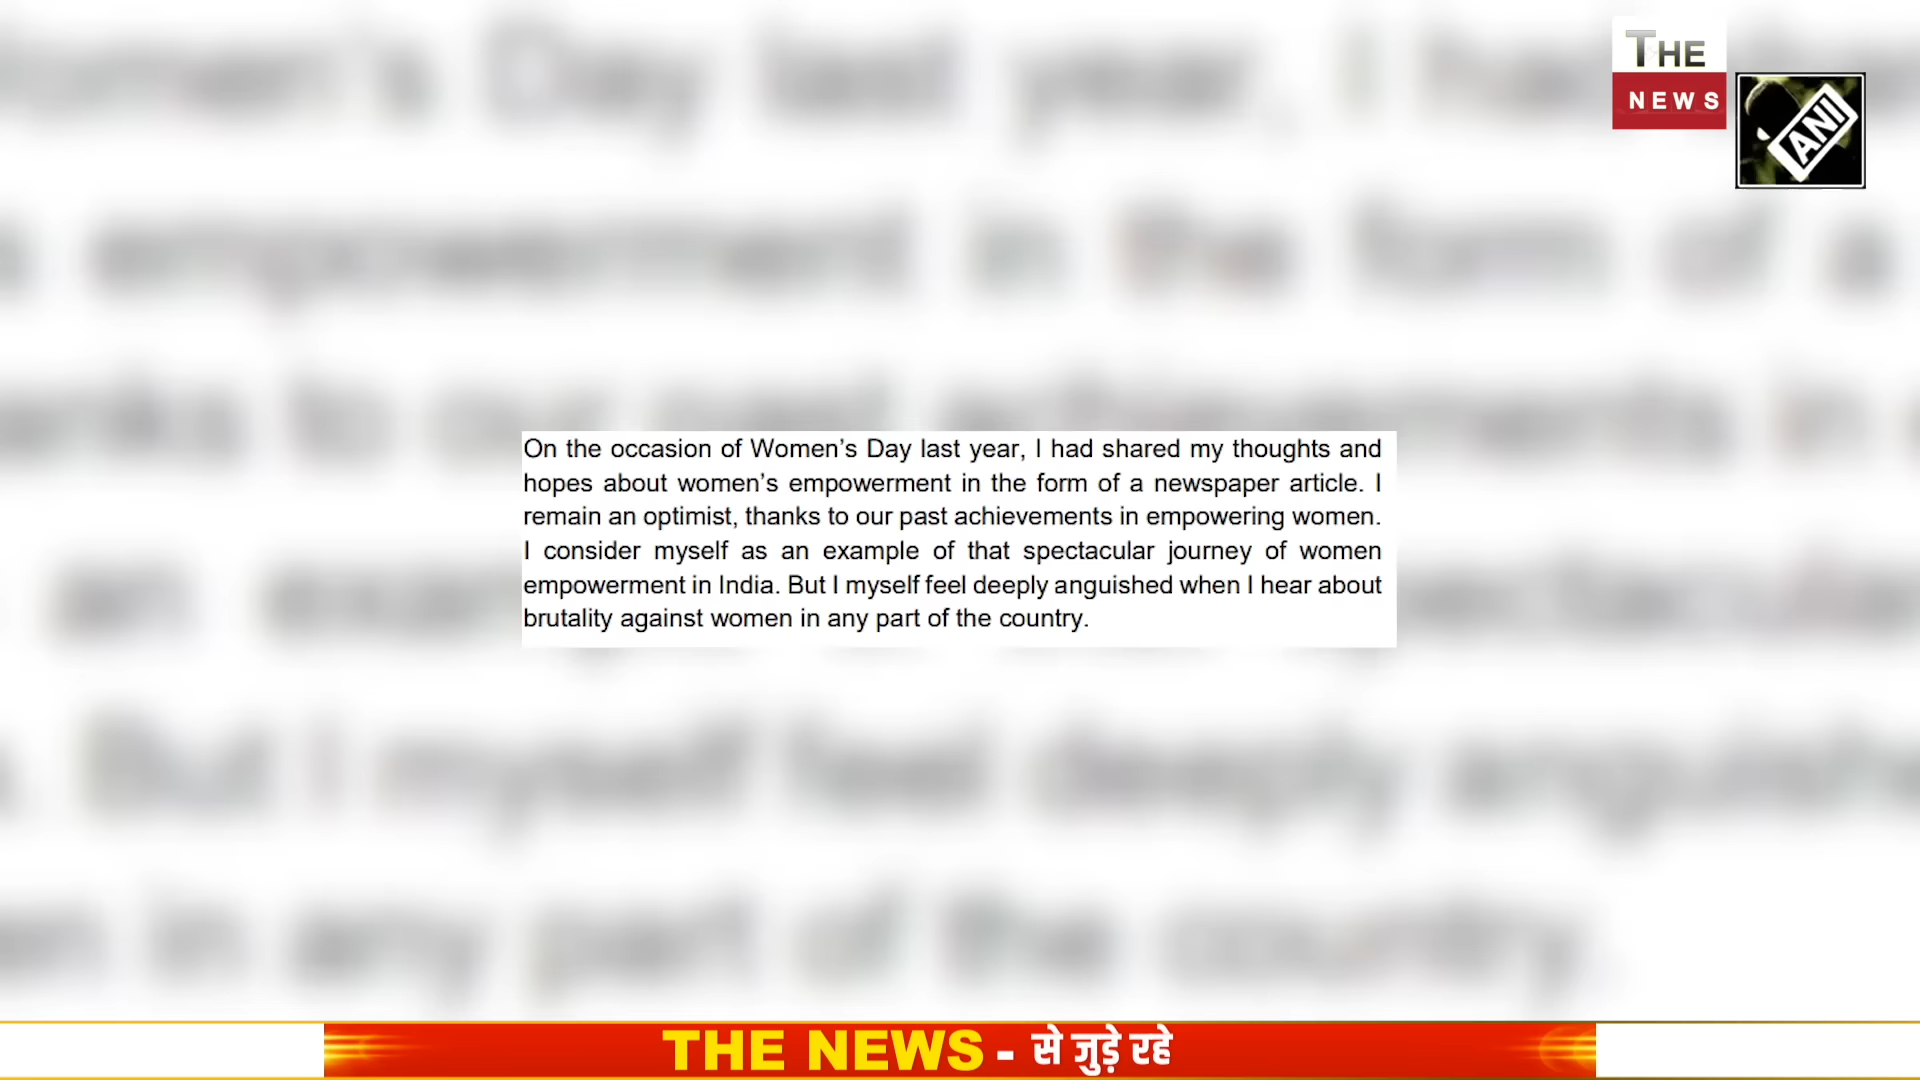 THE
NEWS
ANI
On the occasion of Women’s Day last year, I had shared my thoughts and
hopes about women’s empowerment in the form of a newspaper article. I
remain an optimist, thanks to our past achievements in empowering women.
I consider myself as an example of that spectacular journey of women
empowerment in India. But I myself feel deeply anguished when I hear about
brutality against women in any part of the country.
THE NEWS - से जुड़े रहे